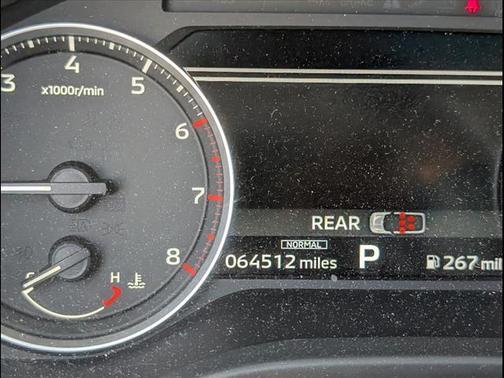 3
4
5
x1000r/min
6
7
8
H
REAR
NORMAL
064512 miles
P
267 mil